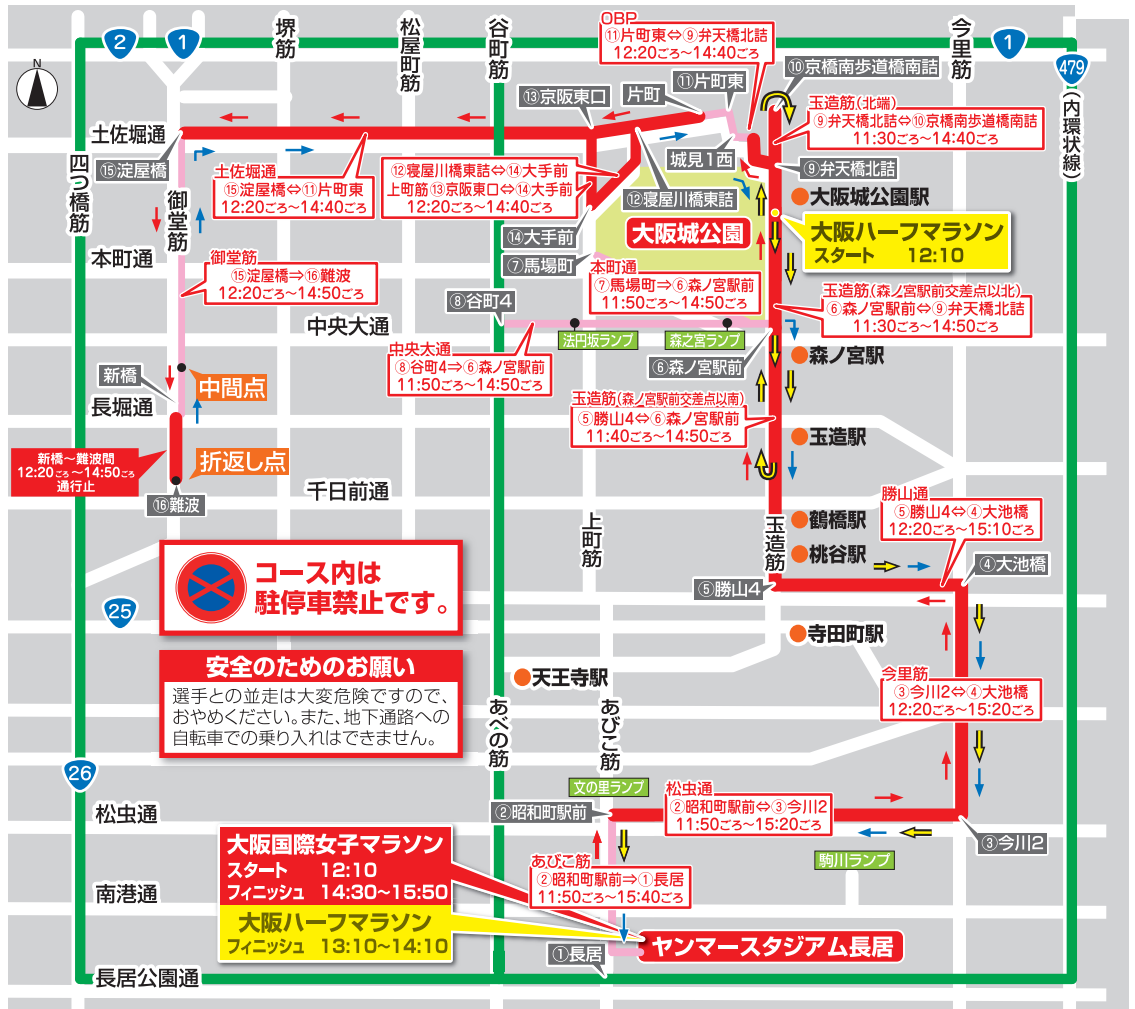 N
2
1
堺筋
松屋町筋
谷町筋
今里筋
1
479
(内環状線)
OBP
⑪片町東⇔⑨弁天橋北詰
12:20ごろ〜14:40ごろ
⑩京橋南歩道橋南詰
⑪片町東
片町
⑬京阪東口
玉造筋(北端)
⑨弁天橋北詰⇔⑩京橋南歩道橋南詰
11:30ごろ〜14:40ごろ
土佐堀通
⑮淀屋橋
四つ橋筋
御堂筋
土佐堀通
⑮淀屋橋⇔⑪片町東
12:20ごろ〜14:40ごろ
⑫寝屋川橋東詰⇔⑭大手前
上町筋⑬京阪東口⇔⑭大手前
12:20ごろ〜14:40ごろ
城見1西
⑨弁天橋北詰
⑫寝屋川橋東詰
大阪城公園駅
⑭大手前
大阪城公園
大阪ハーフマラソン
スタート 12:10
本町通
御堂筋
⑮淀屋橋⇒⑯難波
12:20ごろ〜14:50ごろ
⑦馬場町
本町通
⑦馬場町⇒⑥森ノ宮駅前
11:50ごろ〜14:50ごろ
玉造筋(森ノ宮駅前交差点以北)
⑥森ノ宮駅前⇔⑨弁天橋北詰
11:30ごろ〜14:50ごろ
⑧谷町4
中央大通
法円坂ランプ
森之宮ランプ
中央大通
⑧谷町4⇒⑥森ノ宮駅前
11:50ごろ〜14:50ごろ
⑥森ノ宮駅前
森ノ宮駅
新橋
中間点
長堀通
玉造筋(森ノ宮駅前交差点以南)
⑤勝山4⇔⑥森ノ宮駅前
11:40ごろ〜14:50ごろ
玉造駅
新橋〜難波間
12:20ごろ〜14:50ごろ
通行止
折返し点
⑯難波
千日前通
上町筋
玉造筋
鶴橋駅
桃谷駅
勝山通
⑤勝山4⇔④大池橋
12:20ごろ〜15:10ごろ
④大池橋
⑤勝山4
コース内は
駐停車禁止です。
25
寺田町駅
安全のためのお願い
選手との並走は大変危険ですので、
おやめください。また、地下通路への
自転車での乗り入れはできません。
天王寺駅
今里筋
③今川2⇔④大池橋
12:20ごろ〜15:20ごろ
あべの筋
あびこ筋
26
文の里ランプ
松虫通
②昭和町駅前
松虫通
②昭和町駅前⇔③今川2
11:50ごろ〜15:20ごろ
③今川2
駒川ランプ
大阪国際女子マラソン
スタート 12:10
フィニッシュ 14:30〜15:50
大阪ハーフマラソン
フィニッシュ 13:10〜14:10
あびこ筋
②昭和町駅前⇒①長居
11:50ごろ〜15:40ごろ
南港通
ヤンマースタジアム長居
①長居
長居公園通